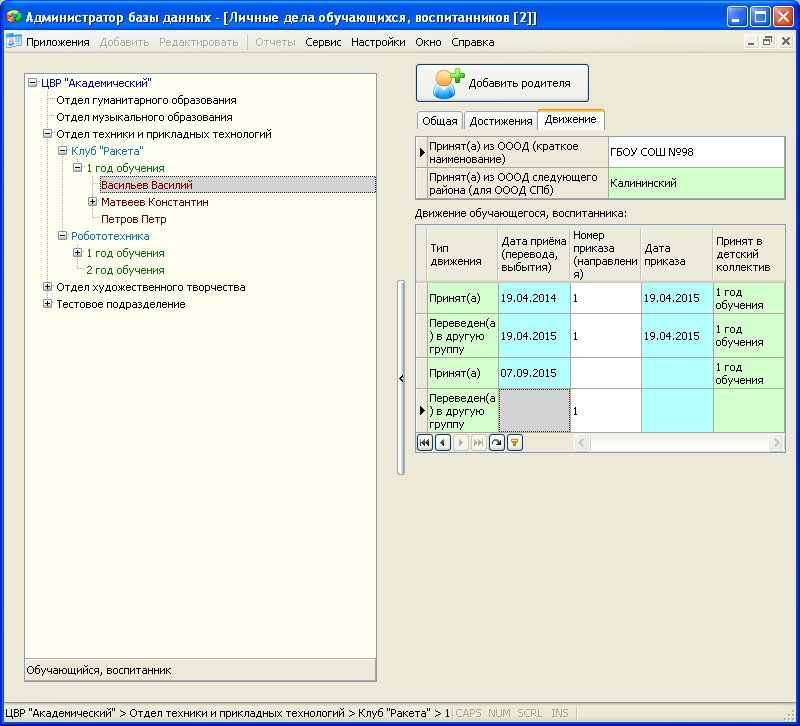 Администратор базы данных - [Личные дела обучающихся, воспитанников [2]]
Приложения Добавить Редактировать Отчеты Сервис Настройки Окно Справка
ЦВР "Академический"
Отдел гуманитарного образования
Отдел музыкального образования
Отдел техники и прикладных технологий
Клуб "Ракета"
1 год обучения
Васильев Василий
Матвеев Константин
Петров Петр
Робототехника
1 год обучения
2 год обучения
Отдел художественного творчества
Тестовое подразделение
Обучающийся, воспитанник
Добавить родителя
Общая Достижения Движение
Принят(а) из ОООД (краткое
наименование)
ГБОУ СОШ №98
Принят(а) из ОООД следующего
района (для ОООД СПб)
Калининский
Движение обучающегося, воспитанника:
Тип
движения
Дата приёма
(перевода,
выбытия)
Номер
приказа
(направлени
я)
Дата
приказа
Принят в
детский
коллектив
Принят(а)
19.04.2014
1
19.04.2015
1 год
обучения
Переведен(а
) в другую
группу
19.04.2015
1
19.04.2015
1 год
обучения
Принят(а)
07.09.2015
1 год
обучения
Переведен(а
) в другую
группу
1
ЦВР "Академический" > Отдел техники и прикладных технологий > Клуб "Ракета" > 1 CAPS NUM SCRL INS